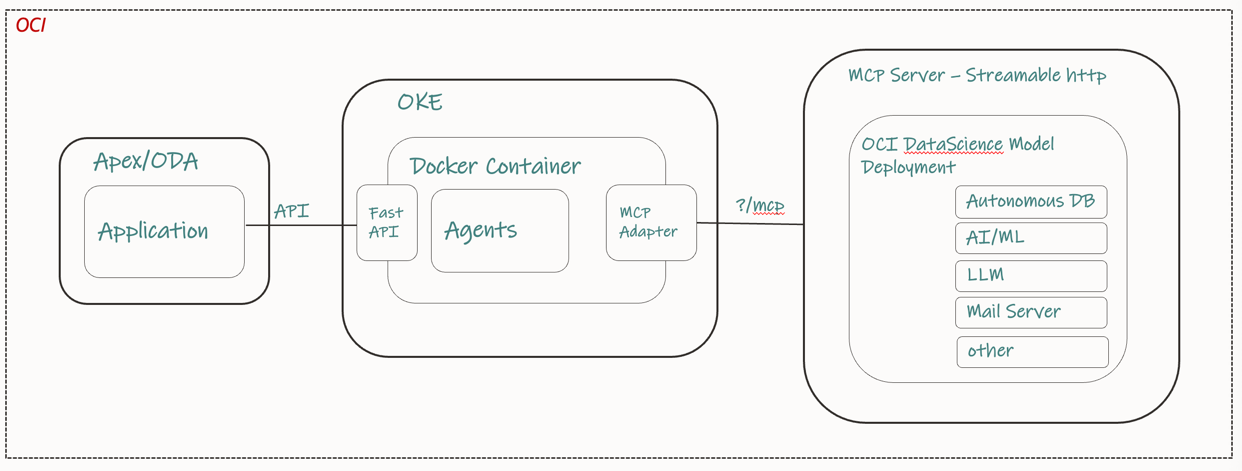 OCI
Apex/ODA
Application
API
OKE
Docker Container
Fast
API
Agents
MCP
Adapter
?/mcp
MCP Server – Streamable http
OCI DataScience Model
Deployment
Autonomous DB
AI/ML
LLM
Mail Server
other